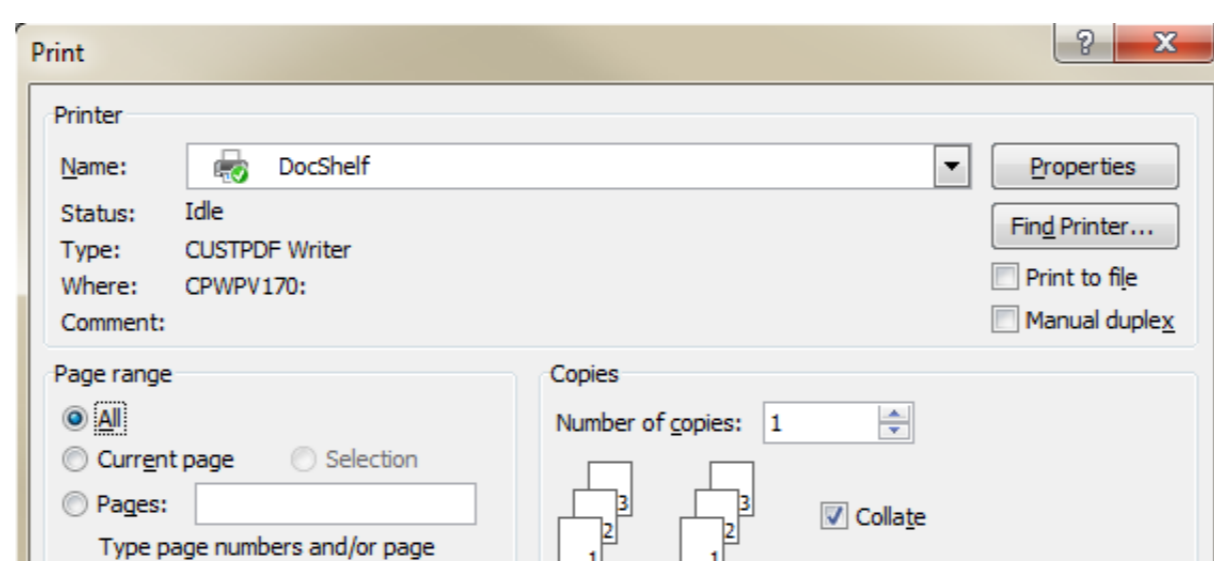 Print
?
X
Printer
Name:
DocShelf
Properties
Status:
Idle
Find Printer...
Type:
CUSTPDF Writer
Where:
CPWPV170:
Print to file
Comment:
Manual duplex
Page range
All
Current page
Selection
Pages:
Type page numbers and/or page
Copies
Number of copies:
1
3
2
1
3
2
1
Collate